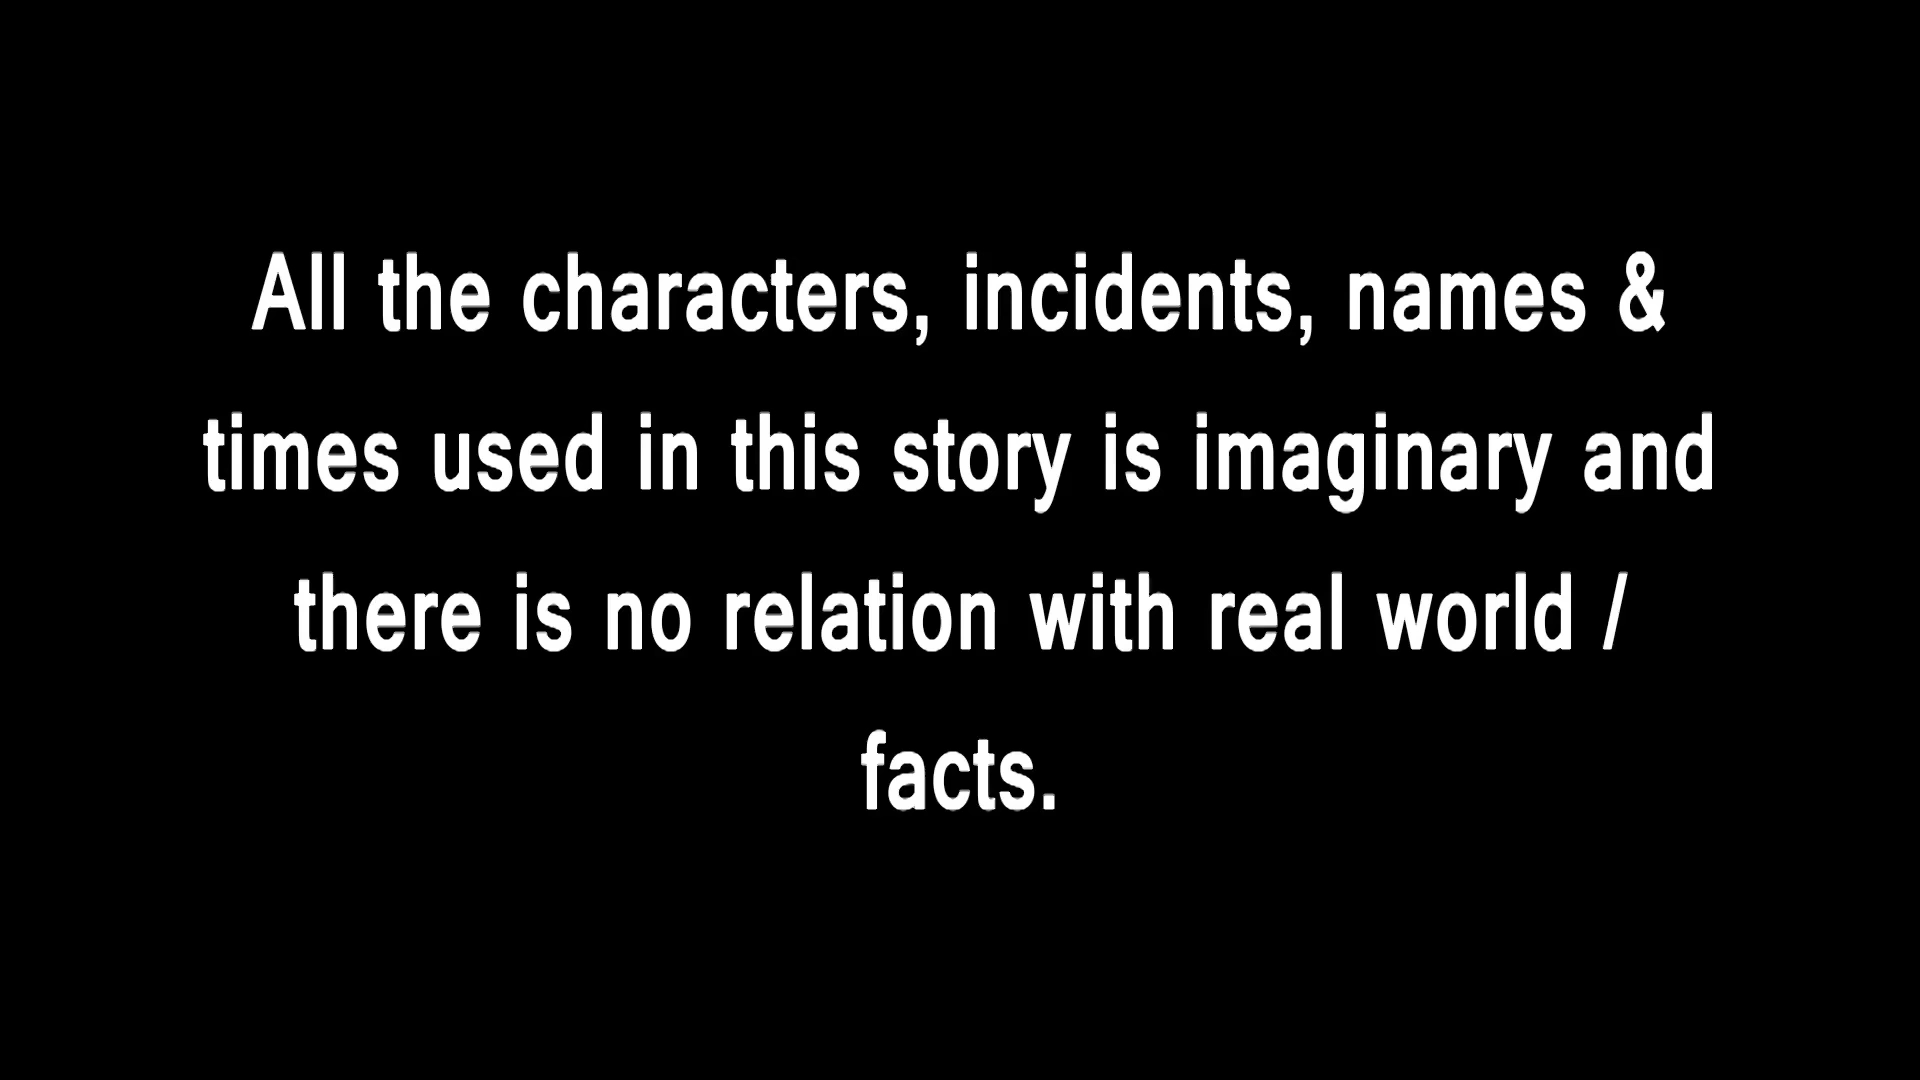 All the characters, incidents, names &
times used in this story is imaginary and
there is no relation with real world /
facts.